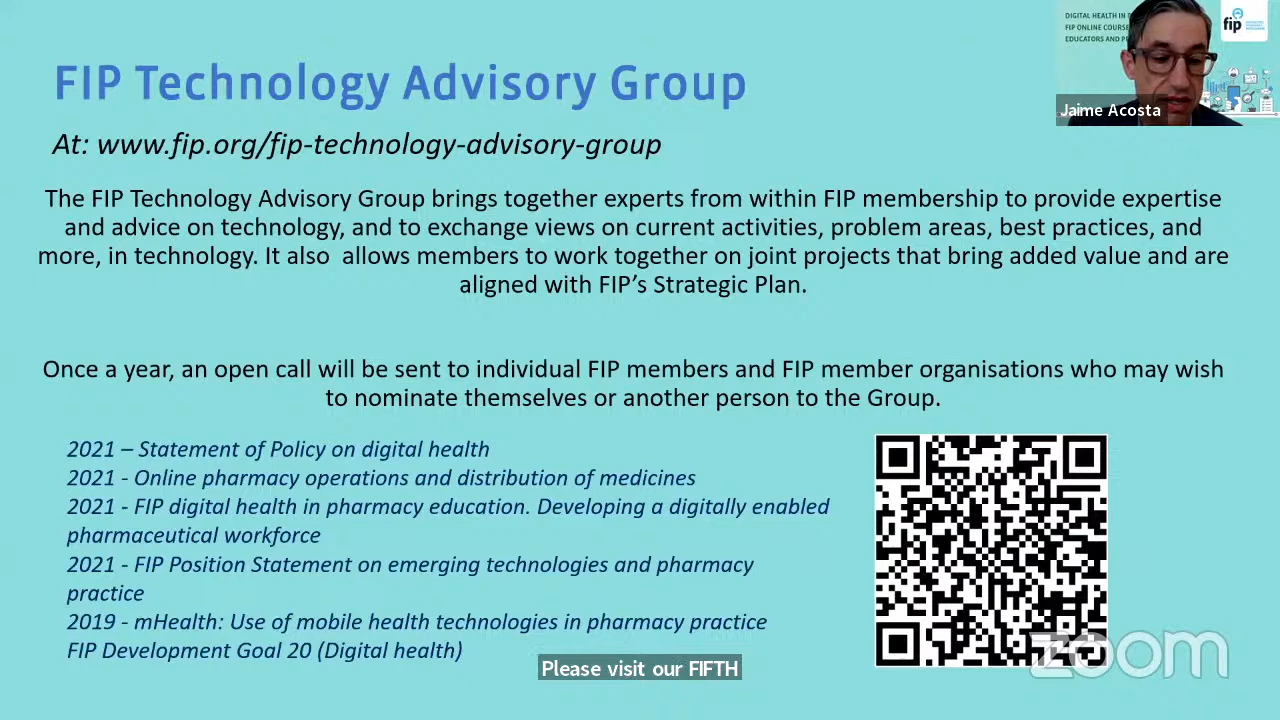 DIGITAL HEALTH IN
FIP ONLINE COURSE
EDUCATORS AND
fip
Jaime Acosta
FIP Technology Advisory Group
At: www.fip.org/fip-technology-advisory-group
The FIP Technology Advisory Group brings together experts from within FIP membership to provide expertise
and advice on technology, and to exchange views on current activities, problem areas, best practices, and
more, in technology. It also allows members to work together on joint projects that bring added value and are
aligned with FIP’s Strategic Plan.
Once a year, an open call will be sent to individual FIP members and FIP member organisations who may wish
to nominate themselves or another person to the Group.
2021 – Statement of Policy on digital health
2021 - Online pharmacy operations and distribution of medicines
2021 - FIP digital health in pharmacy education. Developing a digitally enabled
pharmaceutical workforce
2021 - FIP Position Statement on emerging technologies and pharmacy
practice
2019 - mHealth: Use of mobile health technologies in pharmacy practice
FIP Development Goal 20 (Digital health)
Please visit our FIFTH
zoom